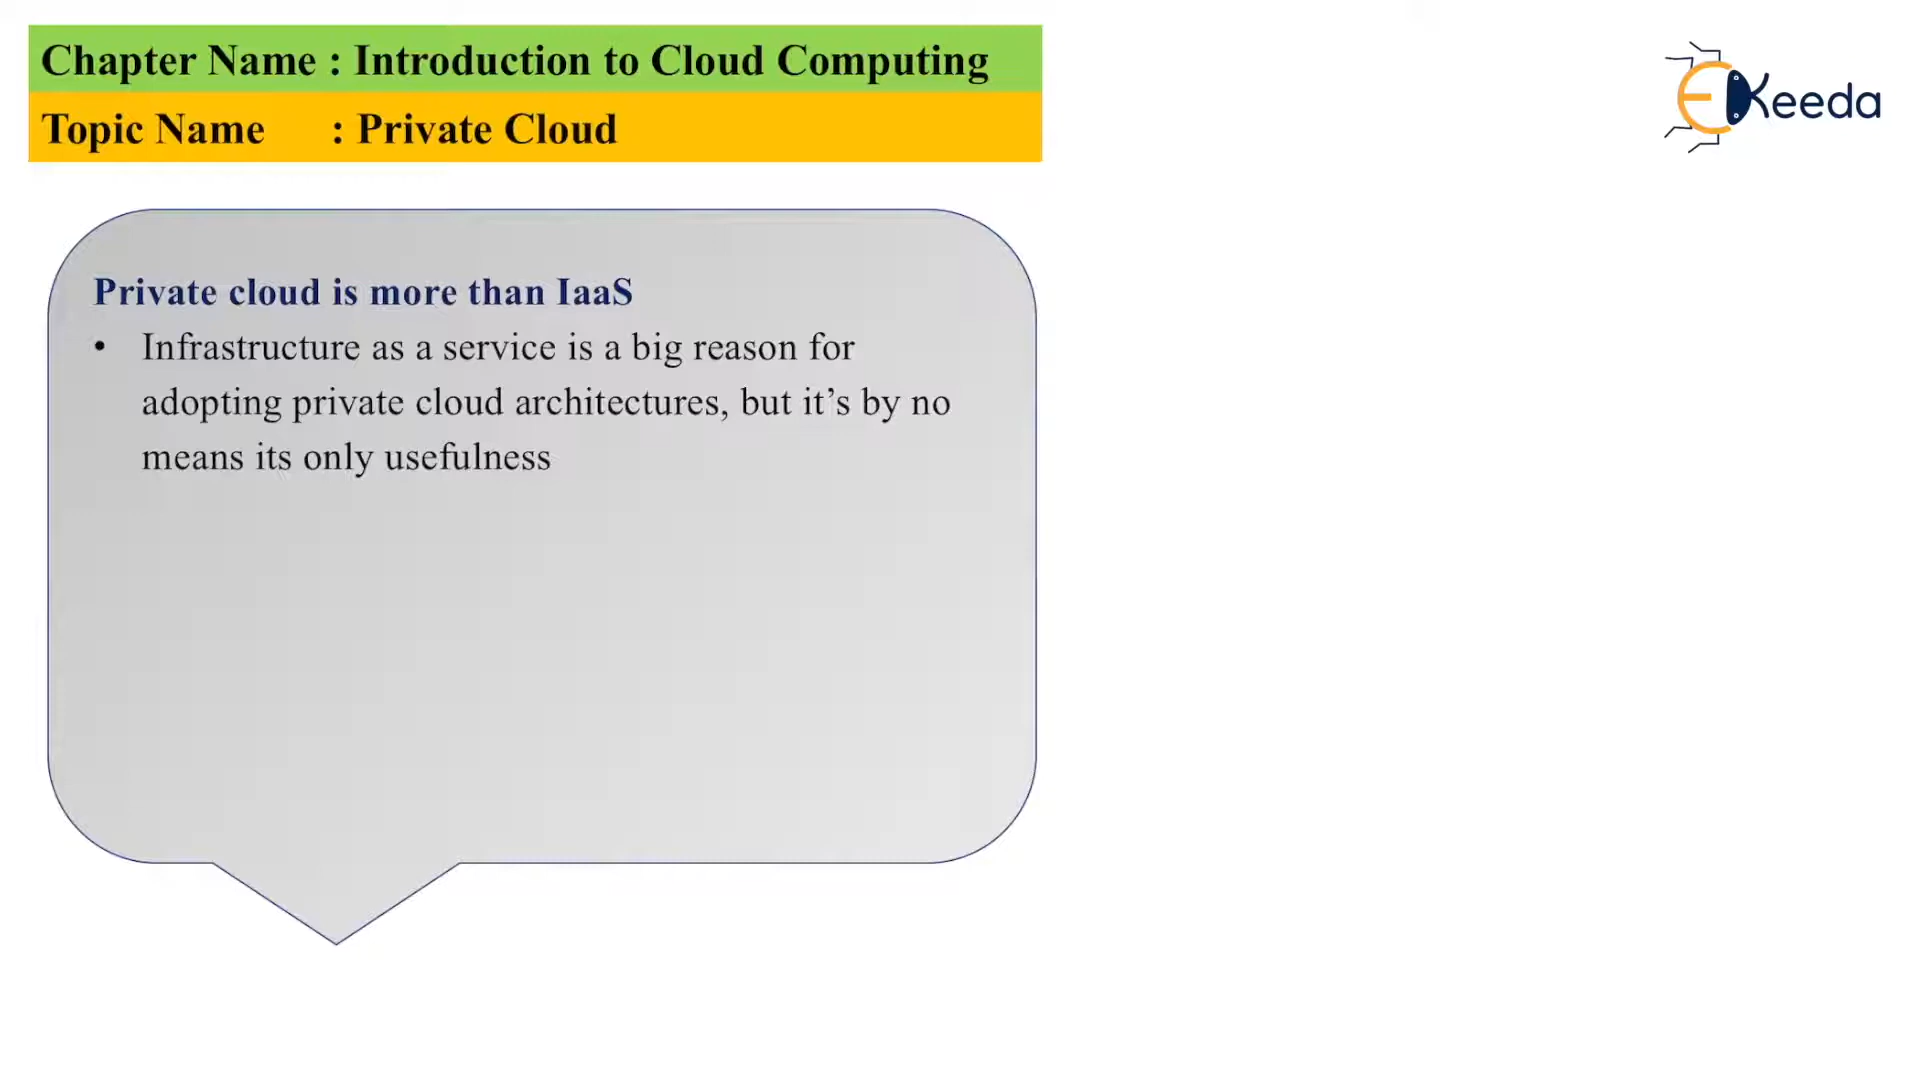 Chapter Name : Introduction to Cloud Computing
Topic Name : Private Cloud
EKeeda
Private cloud is more than IaaS
• Infrastructure as a service is a big reason for
adopting private cloud architectures, but it’s by no
means its only usefulness